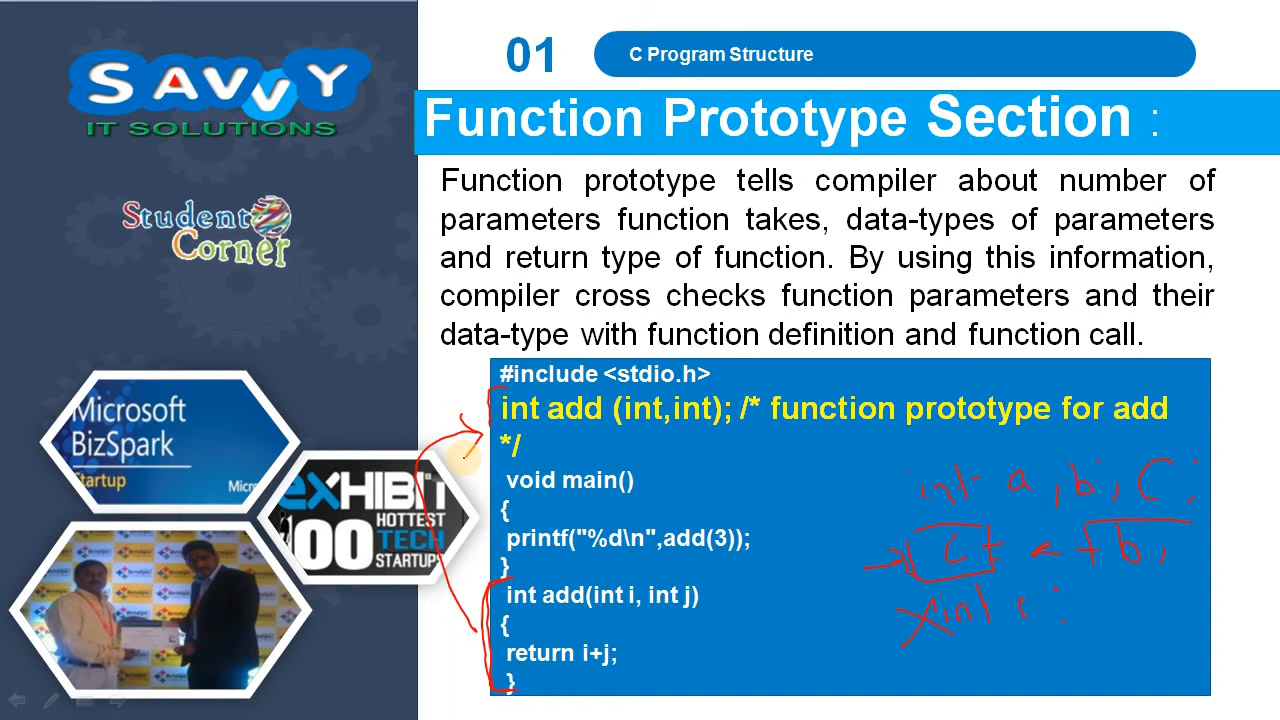 SAVVY
IT SOLUTIONS
Student
Corner
Microsoft
BizSpark
Startup
Micro
eXHIBIT
100 HOTTEST
TECH
STARTUPS
01
C Program Structure
Function Prototype Section :
Function prototype tells compiler about number of
parameters function takes, data-types of parameters
and return type of function. By using this information,
compiler cross checks function parameters and their
data-type with function definition and function call.
#include <stdio.h>
int add (int,int); /* function prototype for add
*/
void main()
{
printf("%d\n",add(3));
}
int add(int i, int j)
{
return i+j;
}
int a, b, c;